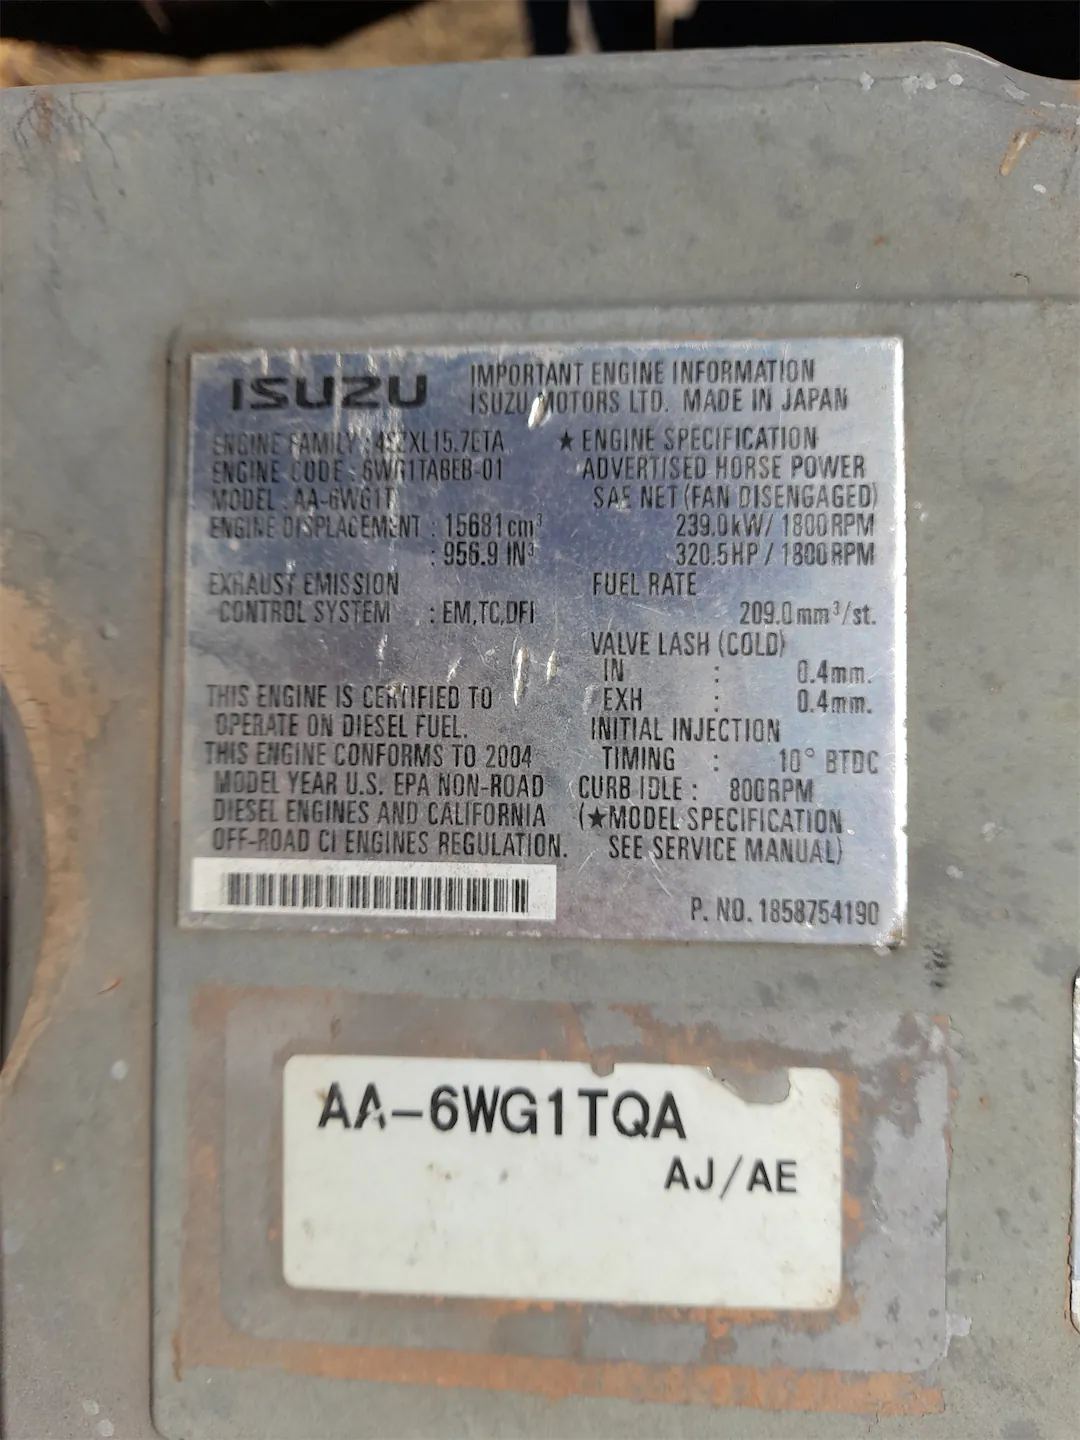 ISUZU
IMPORTANT ENGINE INFORMATION
ISUZU MOTORS LTD. MADE IN JAPAN
ENGINE FAMILY : 4SZXL15.7ETA
ENGINE CODE : 6WG1TABEB-01
MODEL : AA-6WG1T
ENGINE DISPLACEMENT : 15681cm³
: 956.9 IN³
EXHAUST EMISSION
CONTROL SYSTEM : EM,TC,DFI
THIS ENGINE IS CERTIFIED TO
OPERATE ON DIESEL FUEL.
THIS ENGINE CONFORMS TO 2004
MODEL YEAR U.S. EPA NON-ROAD
DIESEL ENGINES AND CALIFORNIA
OFF-ROAD CI ENGINES REGULATION.
★ ENGINE SPECIFICATION
ADVERTISED HORSE POWER
SAE NET (FAN DISENGAGED)
239.0kW/ 1800RPM
320.5HP / 1800RPM
FUEL RATE
209.0mm³/st.
VALVE LASH (COLD)
IN : 0.4mm.
EXH : 0.4mm.
INITIAL INJECTION
TIMING : 10° BTDC
CURB IDLE : 800RPM
(★MODEL SPECIFICATION
SEE SERVICE MANUAL)
P. NO. 1858754190
AA-6WG1TQA
AJ/AE